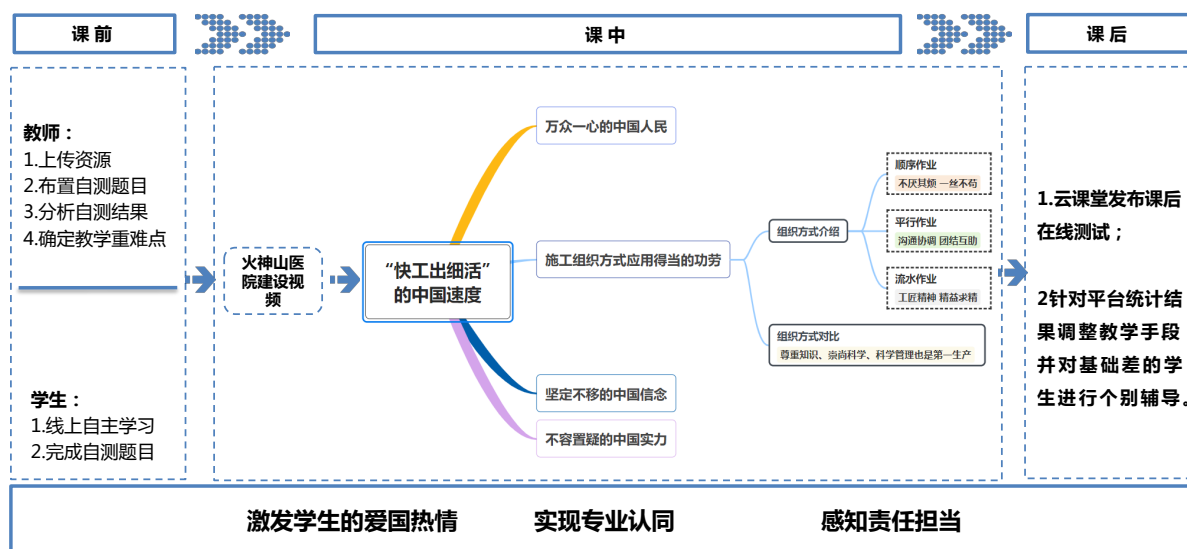 课 前
课 中
课 后
教师：
1.上传资源
2.布置自测题目
3.分析自测结果
4.确定教学重难点
学生：
1.线上自主学习
2.完成自测题目
火神山医
院建设视
频
“快工出细活”
的中国速度
万众一心的中国人民
施工组织方式应用得当的功劳
坚定不移的中国信念
不容置疑的中国实力
组织方式介绍
顺序作业
不厌其烦 一丝不苟
平行作业
沟通协调 团结互助
流水作业
工匠精神 精益求精
组织方式对比
尊重知识、崇尚科学、科学管理也是第一生产
1.云课堂发布课后
在线测试；
2针对平台统计结
果调整教学手段
并对基础差的学
生进行个别辅导。
激发学生的爱国热情
实现专业认同
感知责任担当